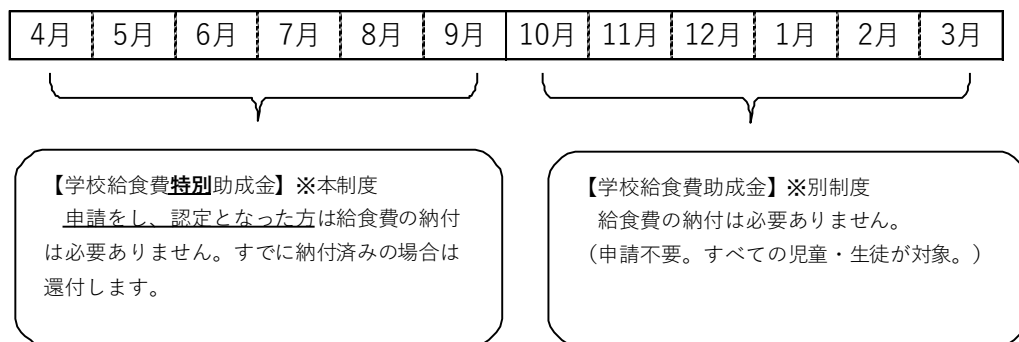 4月 5月 6月 7月 8月 9月 10月 11月 12月 1月 2月 3月
【学校給食費特別助成金】※本制度
申請をし、認定となった方は給食費の納付
は必要ありません。すでに納付済みの場合は
還付します。
【学校給食費助成金】※別制度
給食費の納付は必要ありません。
（申請不要。すべての児童・生徒が対象。）